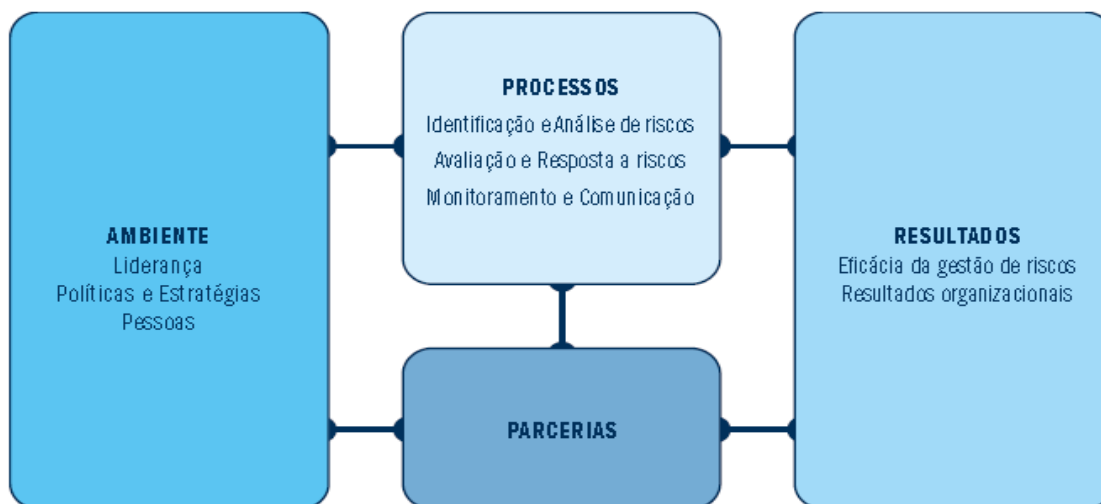 AMBIENTE
Liderança
Políticas e Estratégias
Pessoas
PROCESSOS
Identificação e Análise de riscos
Avaliação e Resposta a riscos
Monitoramento e Comunicação
PARCERIAS
RESULTADOS
Eficácia da gestão de riscos
Resultados organizacionais